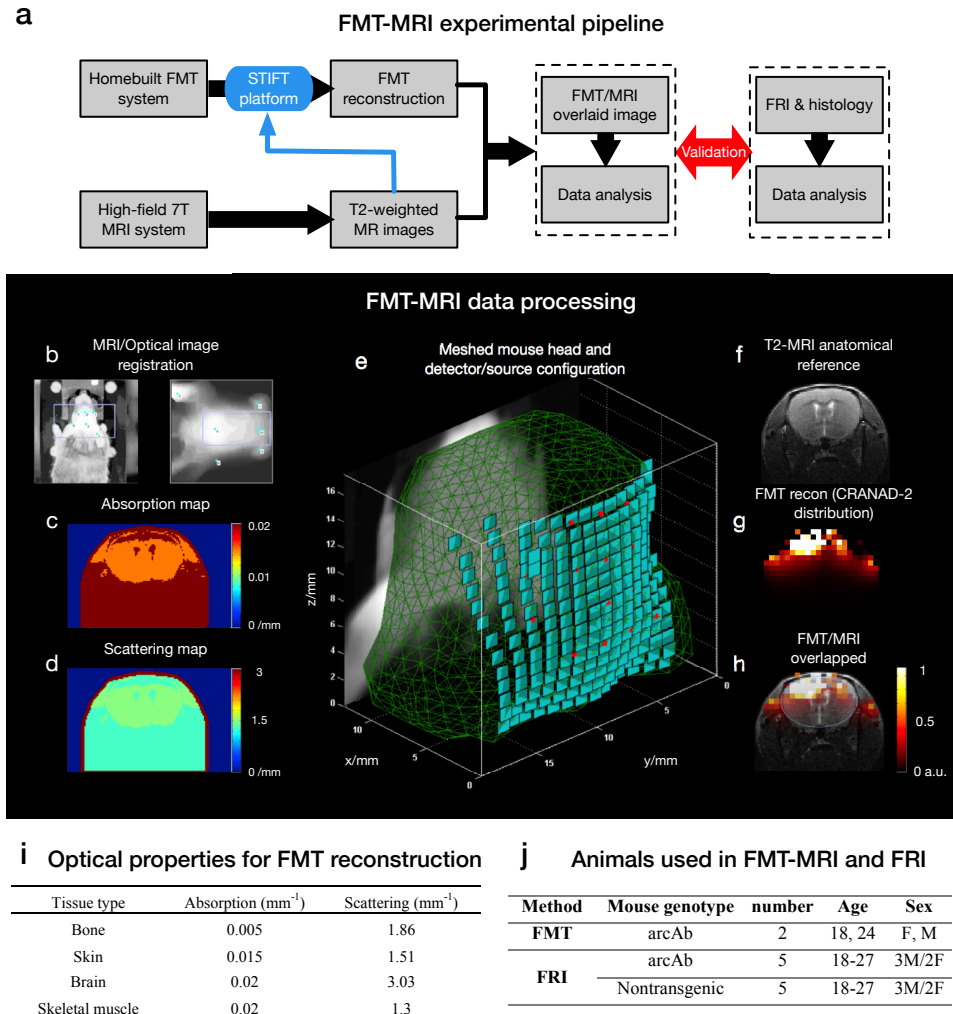 a
FMT-MRI experimental pipeline
Homebuilt FMT
system
STIFT
platform
FMT
reconstruction
FMT/MRI
overlaid image
FRI & histology
Validation
High-field 7T
MRI system
T2-weighted
MR images
Data analysis
Data analysis
FMT-MRI data processing
b
MRI/Optical image
registration
c
Absorption map
0.02
0.01
0 /mm
d
Scattering map
3
1.5
0 /mm
e
Meshed mouse head and
detector/source configuration
16
14
12
10
8
6
4
2
0
z/mm
10
5
0
x/mm
15
10
5
0
y/mm
f
T2-MRI anatomical
reference
g
FMT recon (CRANAD-2
distribution)
h
FMT/MRI
overlapped
1
0.5
0 a.u.
i Optical properties for FMT reconstruction
Tissue type Absorption (mm⁻¹) Scattering (mm⁻¹)
Bone 0.005 1.86
Skin 0.015 1.51
Brain 0.02 3.03
Skeletal muscle 0.02 1.3
j Animals used in FMT-MRI and FRI
Method Mouse genotype number Age Sex
FMT arcAb 2 18, 24 F, M
FRI arcAb 5 18-27 3M/2F
Nontransgenic 5 18-27 3M/2F